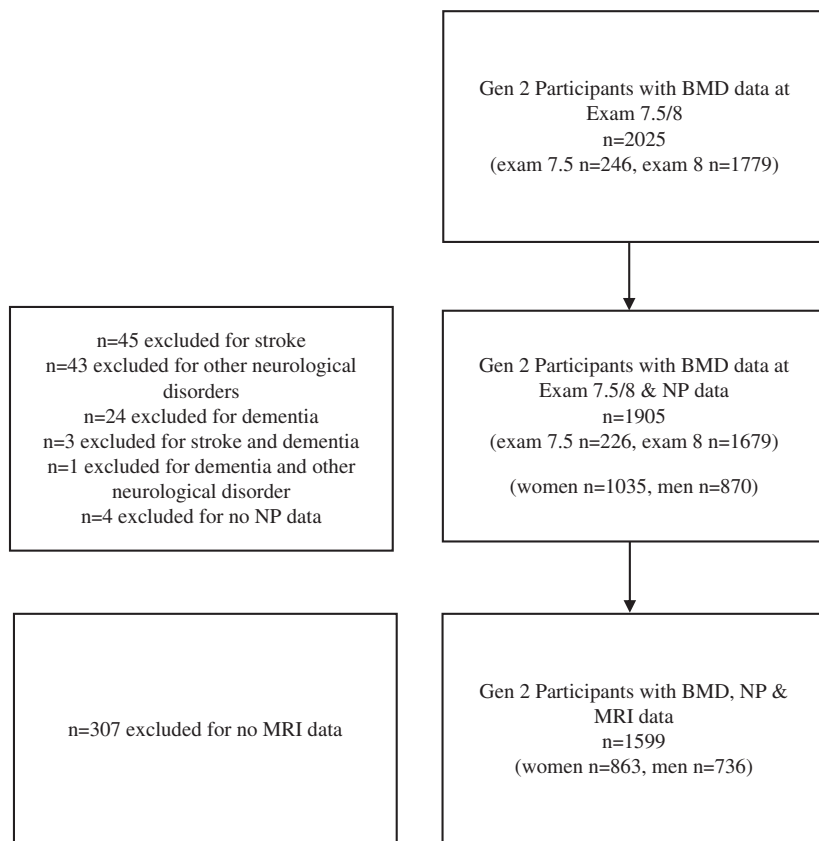 Gen 2 Participants with BMD data at
Exam 7.5/8
n=2025
(exam 7.5 n=246, exam 8 n=1779)
n=45 excluded for stroke
n=43 excluded for other neurological
disorders
n=24 excluded for dementia
n=3 excluded for stroke and dementia
n=1 excluded for dementia and other
neurological disorder
n=4 excluded for no NP data
Gen 2 Participants with BMD data at
Exam 7.5/8 & NP data
n=1905
(exam 7.5 n=226, exam 8 n=1679)
(women n=1035, men n=870)
n=307 excluded for no MRI data
Gen 2 Participants with BMD, NP &
MRI data
n=1599
(women n=863, men n=736)